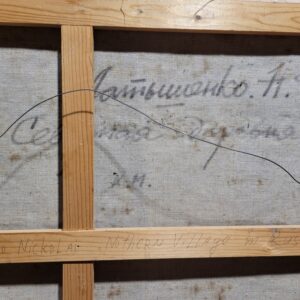 Латышенко. Н.
Северная деревня
х.м.
NICKOLAI NORTHERN VILLAGE